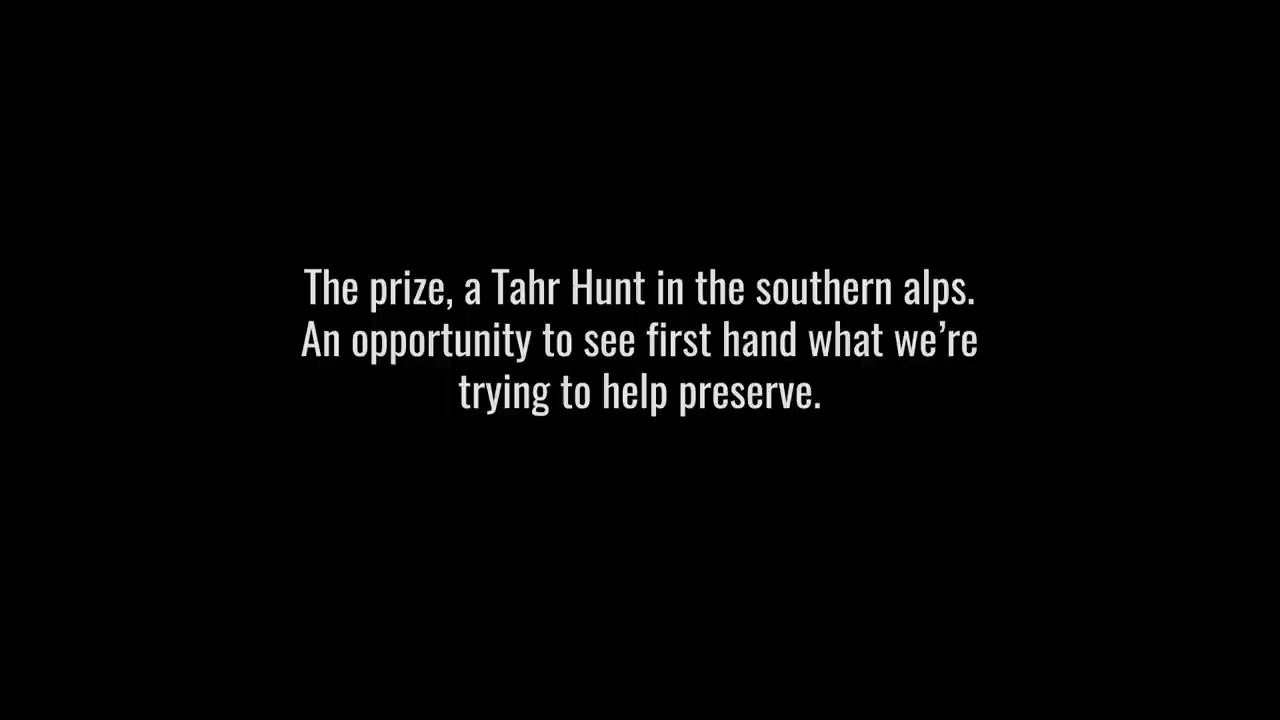 The prize, a Tahr Hunt in the southern alps.
An opportunity to see first hand what we’re
trying to help preserve.